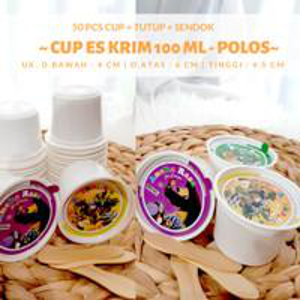 50 PCS CUP + TUTUP + SENDOK
~ CUP ES KRIM 100 ML - POLOS~
UK. D.BAWAH : 4 CM | D.ATAS : 6 CM | TINGGI : 4.5 CM